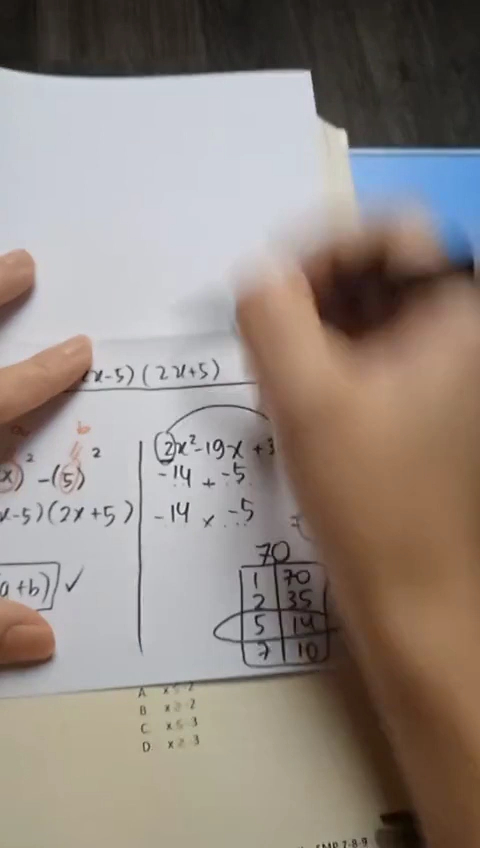 x-5) (2x+5)
a b
x)² -(5)²
x-5) (2x+5)
a+b) ✓
2x²-19x +3
-14 + -5
-14 x -5
70
1 70
2 35
5 14
7 10
A x ≤ -2
B x ≥ -2
C x ≤ -3
D x ≥ -3